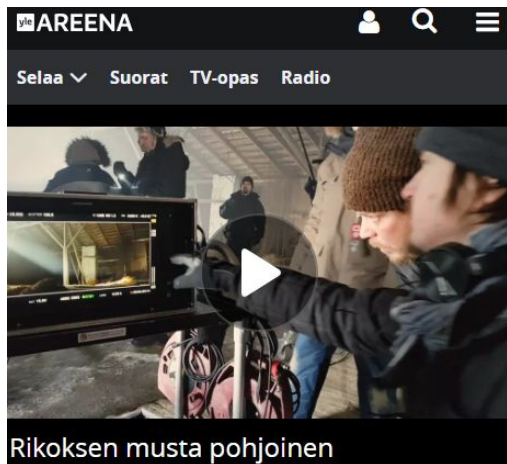 yle AREENA
Selaa Suorat TV-opas Radio
Rikoksen musta pohjoinen